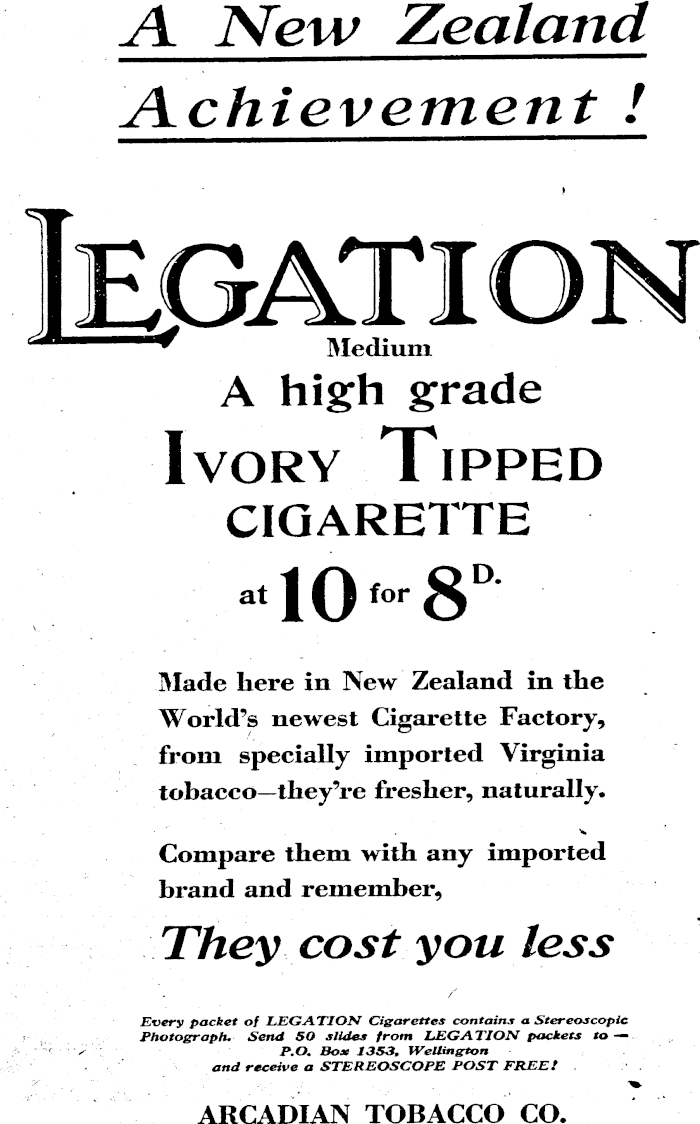 A New Zealand
Achievement!
LEGATION
Medium
A high grade
IVORY TIPPED
CIGARETTE
at 10 for 8D.
Made here in New Zealand in the
World's newest Cigarette Factory,
from specially imported Virginia
tobacco—they're fresher, naturally.
Compare them with any imported
brand and remember,
They cost you less
Every packet of LEGATION Cigarettes contains a Stereoscopic
Photograph. Send 50 slides from LEGATION packets to —
P.O. Box 1353, Wellington
and receive a STEREOSCOPE POST FREE!
ARCADIAN TOBACCO CO.